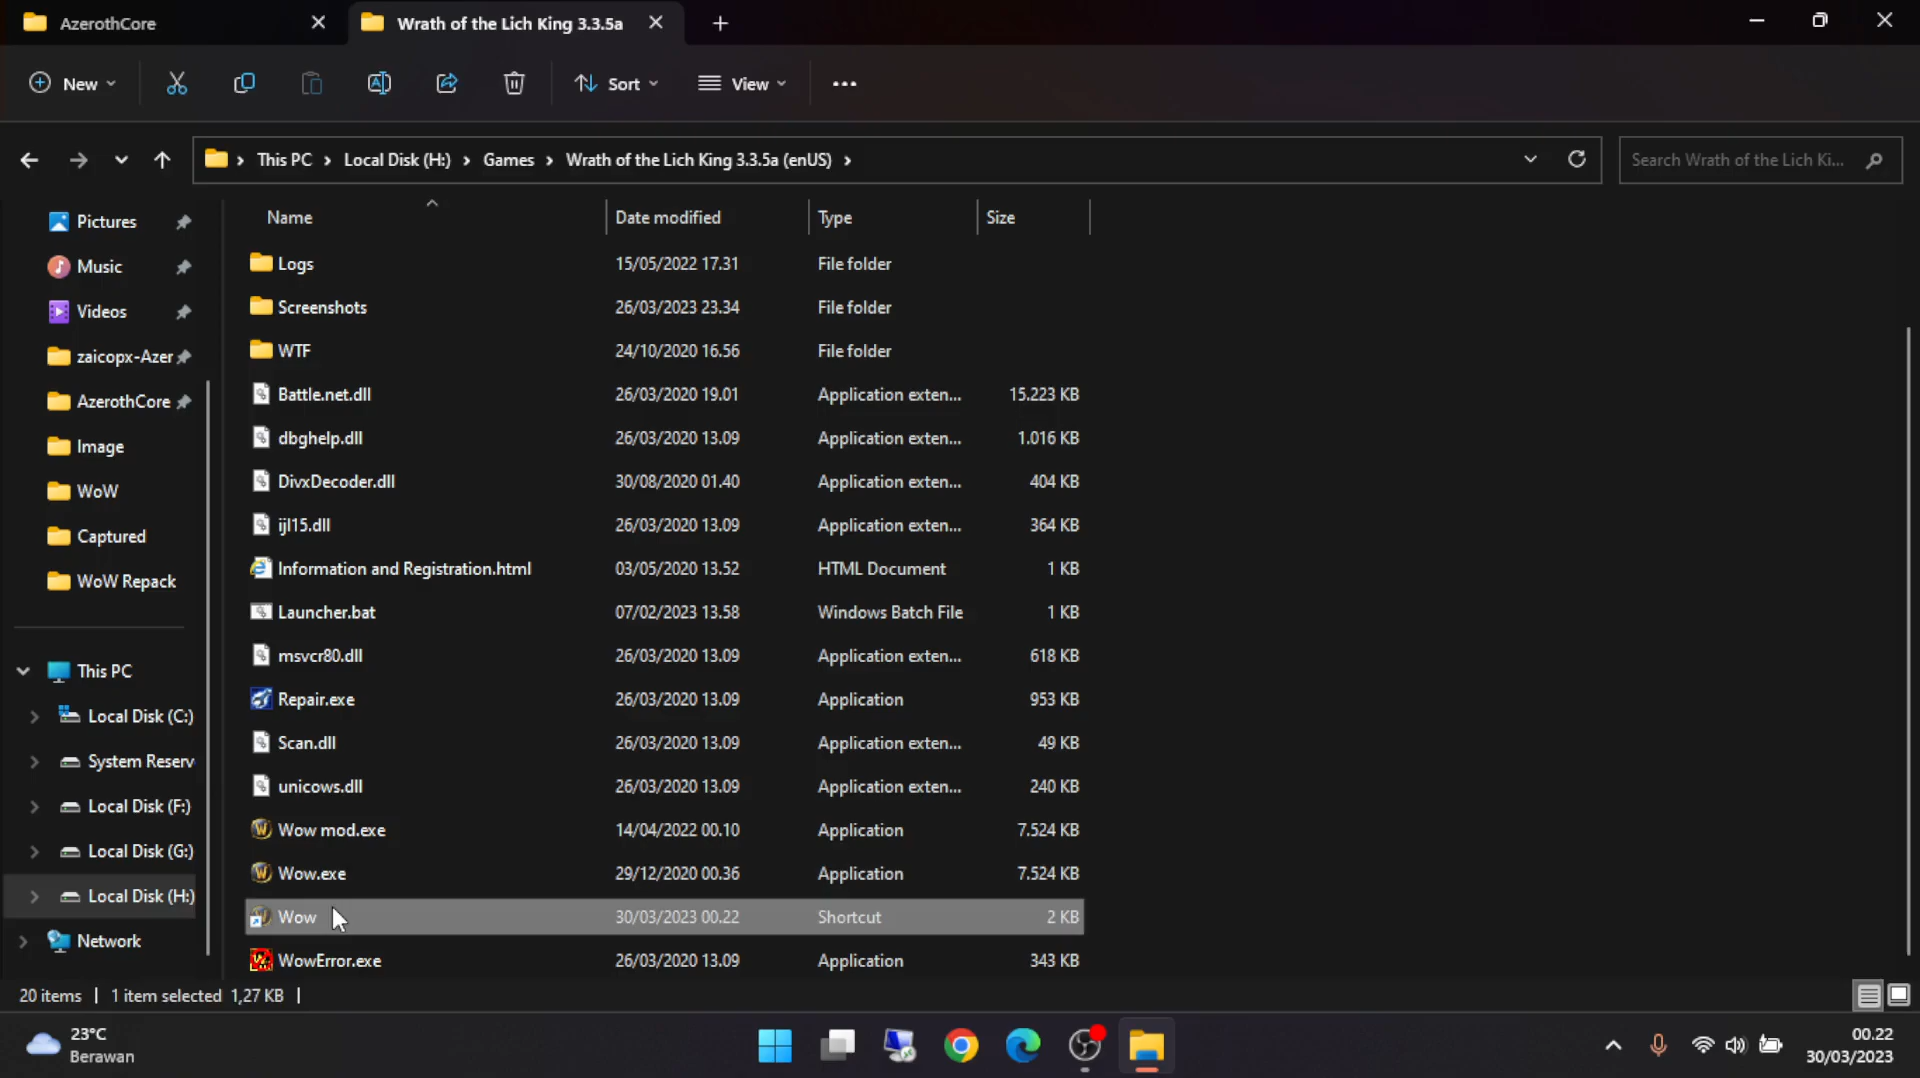 AzerothCore
Wrath of the Lich King 3.3.5a
New
Sort
View
This PC
Local Disk (H:)
Games
Wrath of the Lich King 3.3.5a (enUS)
Search Wrath of the Lich Ki...
Name
Date modified
Type
Size
Pictures
Music
Videos
zaicopx-Azer
AzerothCore
Image
WoW
Captured
WoW Repack
This PC
Local Disk (C:)
System Reserv
Local Disk (F:)
Local Disk (G:)
Local Disk (H:)
Network
Logs 15/05/2022 17.31 File folder
Screenshots 26/03/2023 23.34 File folder
WTF 24/10/2020 16.56 File folder
Battle.net.dll 26/03/2020 19.01 Application exten... 15.223 KB
dbghelp.dll 26/03/2020 13.09 Application exten... 1.016 KB
DivxDecoder.dll 30/08/2020 01.40 Application exten... 404 KB
ijl15.dll 26/03/2020 13.09 Application exten... 364 KB
Information and Registration.html 03/05/2020 13.52 HTML Document 1 KB
Launcher.bat 07/02/2023 13.58 Windows Batch File 1 KB
msvcr80.dll 26/03/2020 13.09 Application exten... 618 KB
Repair.exe 26/03/2020 13.09 Application 953 KB
Scan.dll 26/03/2020 13.09 Application exten... 49 KB
unicows.dll 26/03/2020 13.09 Application exten... 240 KB
Wow mod.exe 14/04/2022 00.10 Application 7.524 KB
Wow.exe 29/12/2020 00.36 Application 7.524 KB
Wow 30/03/2023 00.22 Shortcut 2 KB
WowError.exe 26/03/2020 13.09 Application 343 KB
20 items | 1 item selected 1,27 KB |
23°C
Berawan
00.22
30/03/2023